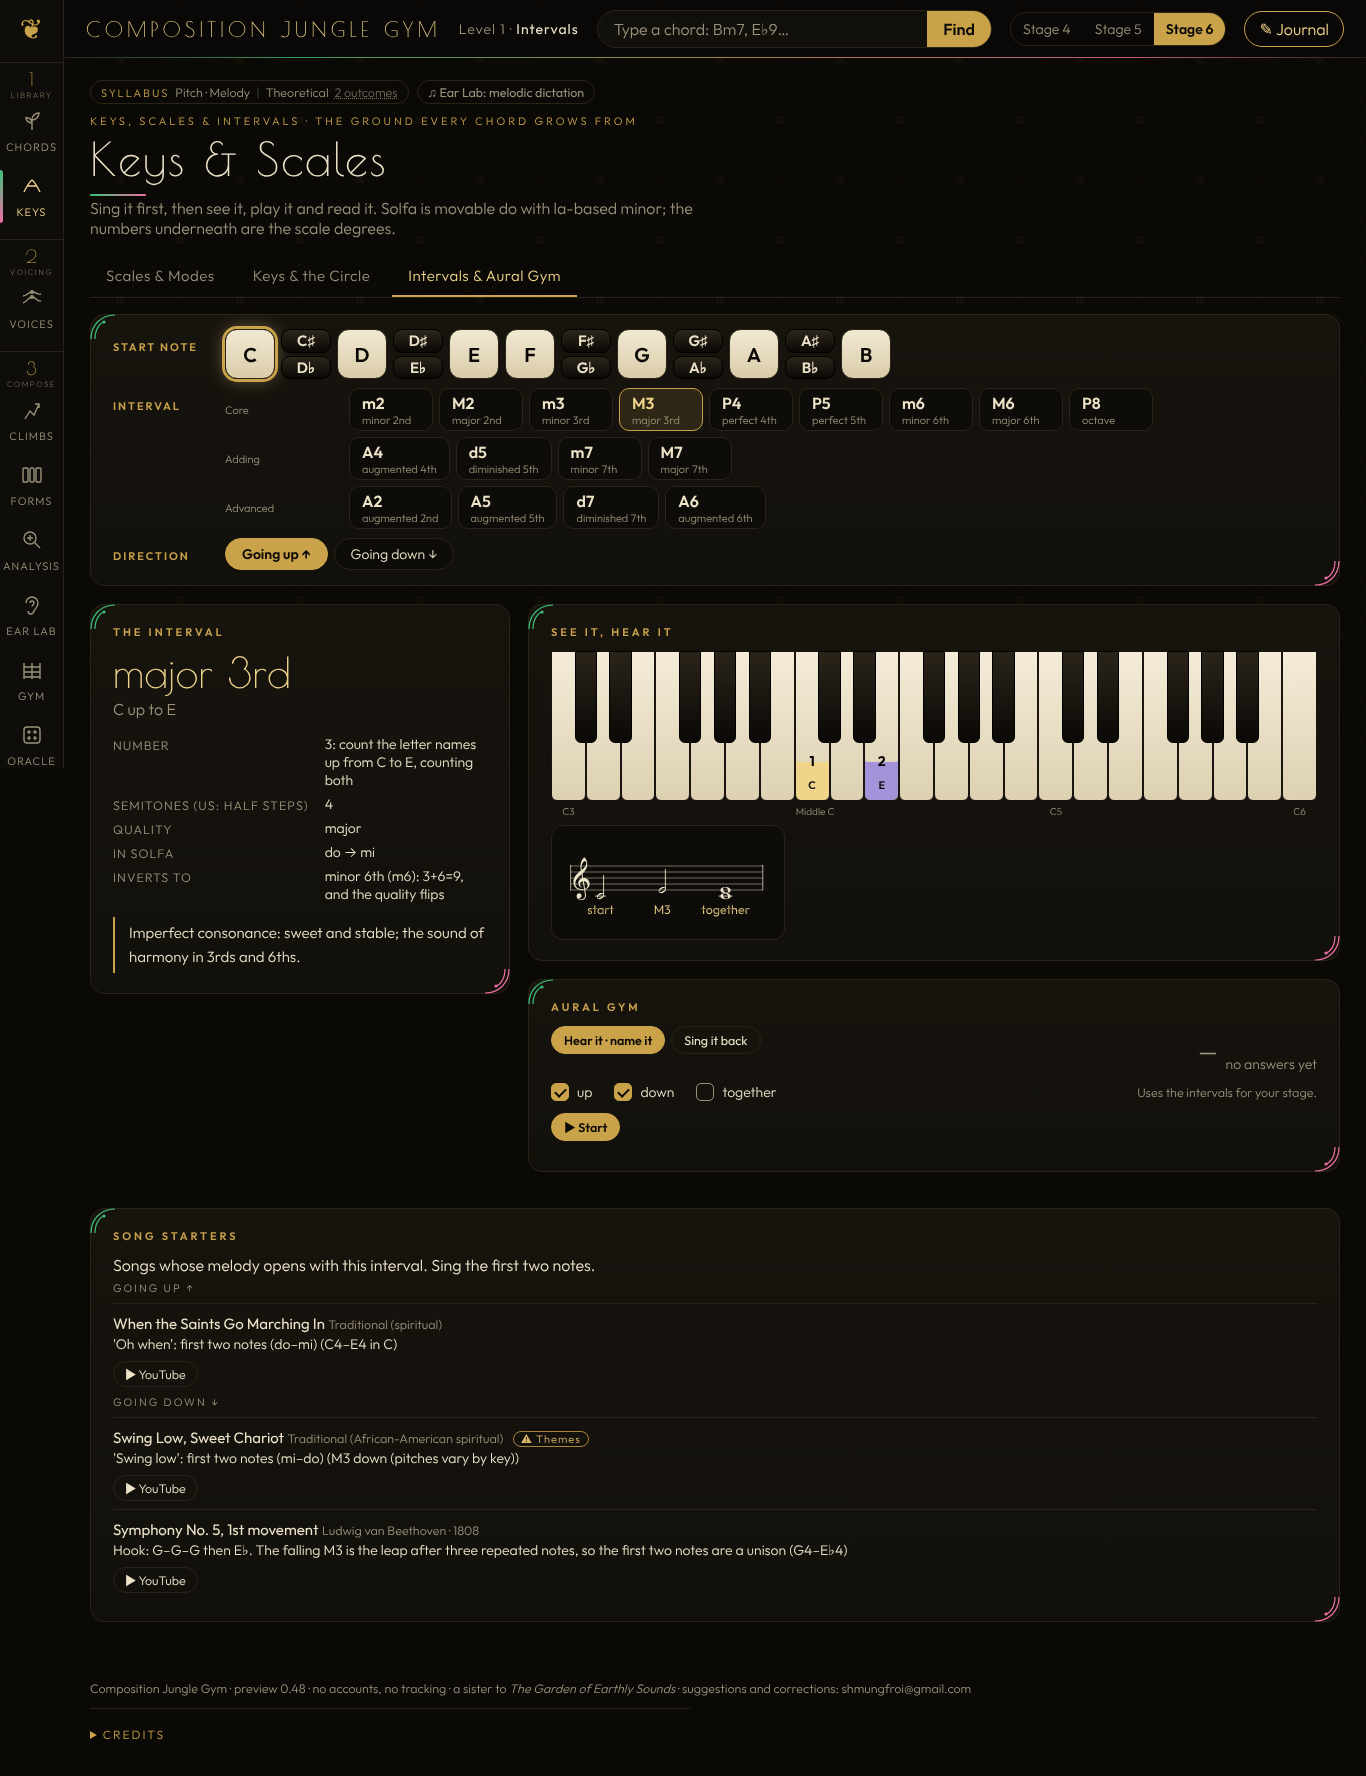 COMPOSITION JUNGLE GYM
Level 1 · Intervals
Type a chord: Bm7, E♭9...
Find
Stage 4
Stage 5
Stage 6
✎ Journal
1
LIBRARY
CHORDS
KEYS
2
VOICING
VOICES
3
COMPOSE
CLIMBS
FORMS
ANALYSIS
EAR LAB
GYM
ORACLE
SYLLABUS Pitch · Melody | Theoretical 2 outcomes
♫ Ear Lab: melodic dictation
KEYS, SCALES & INTERVALS · THE GROUND EVERY CHORD GROWS FROM
Keys & Scales
Sing it first, then see it, play it and read it. Solfa is movable do with la-based minor; the
numbers underneath are the scale degrees.
Scales & Modes
Keys & the Circle
Intervals & Aural Gym
START NOTE
C
C♯
D♭
D
D♯
E♭
E
F
F♯
G♭
G
G♯
A♭
A
A♯
B♭
B
INTERVAL
Core
m2
minor 2nd
M2
major 2nd
m3
minor 3rd
M3
major 3rd
P4
perfect 4th
P5
perfect 5th
m6
minor 6th
M6
major 6th
P8
octave
Adding
A4
augmented 4th
d5
diminished 5th
m7
minor 7th
M7
major 7th
Advanced
A2
augmented 2nd
A5
augmented 5th
d7
diminished 7th
A6
augmented 6th
DIRECTION
Going up ↑
Going down ↓
THE INTERVAL
major 3rd
C up to E
NUMBER
3: count the letter names
up from C to E, counting
both
SEMITONES (US: HALF STEPS)
4
QUALITY
major
IN SOLFA
do → mi
INVERTS TO
minor 6th (m6): 3+6=9,
and the quality flips
Imperfect consonance: sweet and stable; the sound of
harmony in 3rds and 6ths.
SEE IT, HEAR IT
1
C
2
E
C3
Middle C
C5
C6
start
M3
together
AURAL GYM
Hear it · name it
Sing it back
— no answers yet
up
down
together
Uses the intervals for your stage.
▶ Start
SONG STARTERS
Songs whose melody opens with this interval. Sing the first two notes.
GOING UP ↑
When the Saints Go Marching In Traditional (spiritual)
'Oh when': first two notes (do–mi) (C4–E4 in C)
▶ YouTube
GOING DOWN ↓
Swing Low, Sweet Chariot Traditional (African-American spiritual) ⚠ Themes
'Swing low': first two notes (mi–do) (M3 down (pitches vary by key))
▶ YouTube
Symphony No. 5, 1st movement Ludwig van Beethoven · 1808
Hook: G–G–G then E♭. The falling M3 is the leap after three repeated notes, so the first two notes are a unison (G4–E♭4)
▶ YouTube
Composition Jungle Gym · preview 0.48 · no accounts, no tracking · a sister to The Garden of Earthly Sounds · suggestions and corrections: shmungfroi@gmail.com
▶ CREDITS